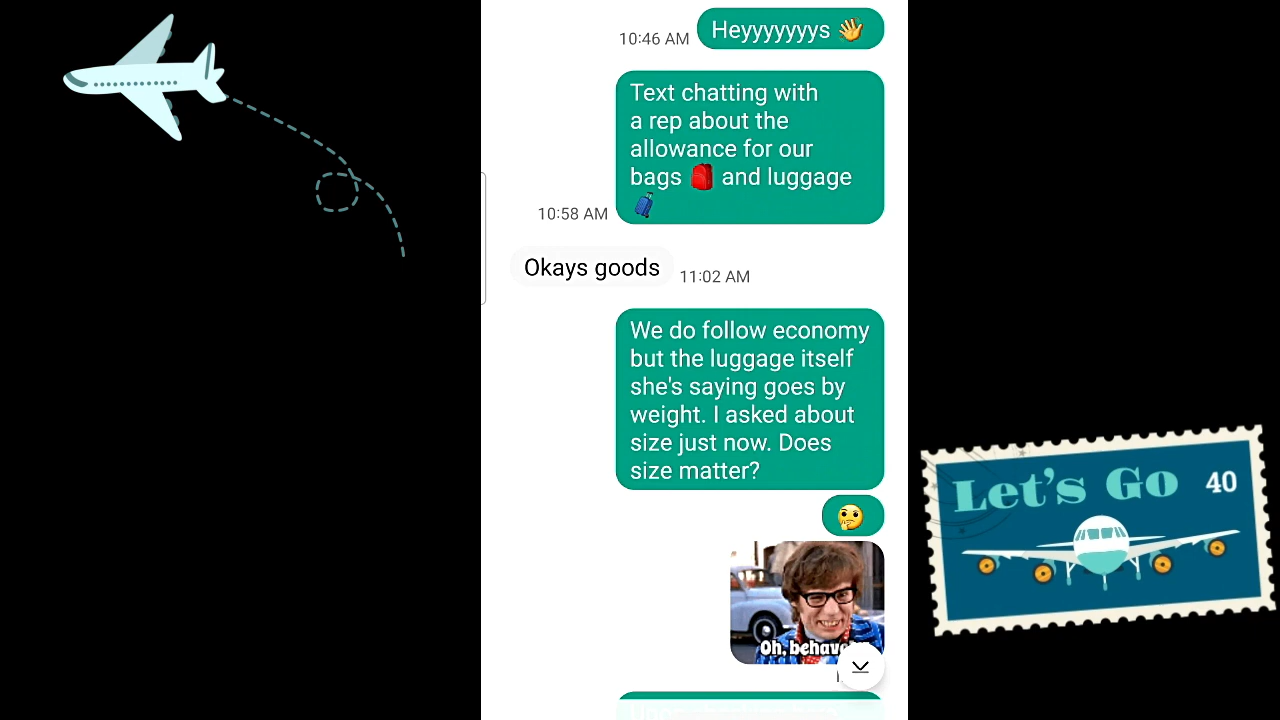 Heyyyyyyys 👋
10:46 AM
Text chatting with
a rep about the
allowance for our
bags 🎒 and luggage
🧳
10:58 AM
Okays goods
11:02 AM
We do follow economy
but the luggage itself
she's saying goes by
weight. I asked about
size just now. Does
size matter?
🤔
Oh, behave
Let's Go
40